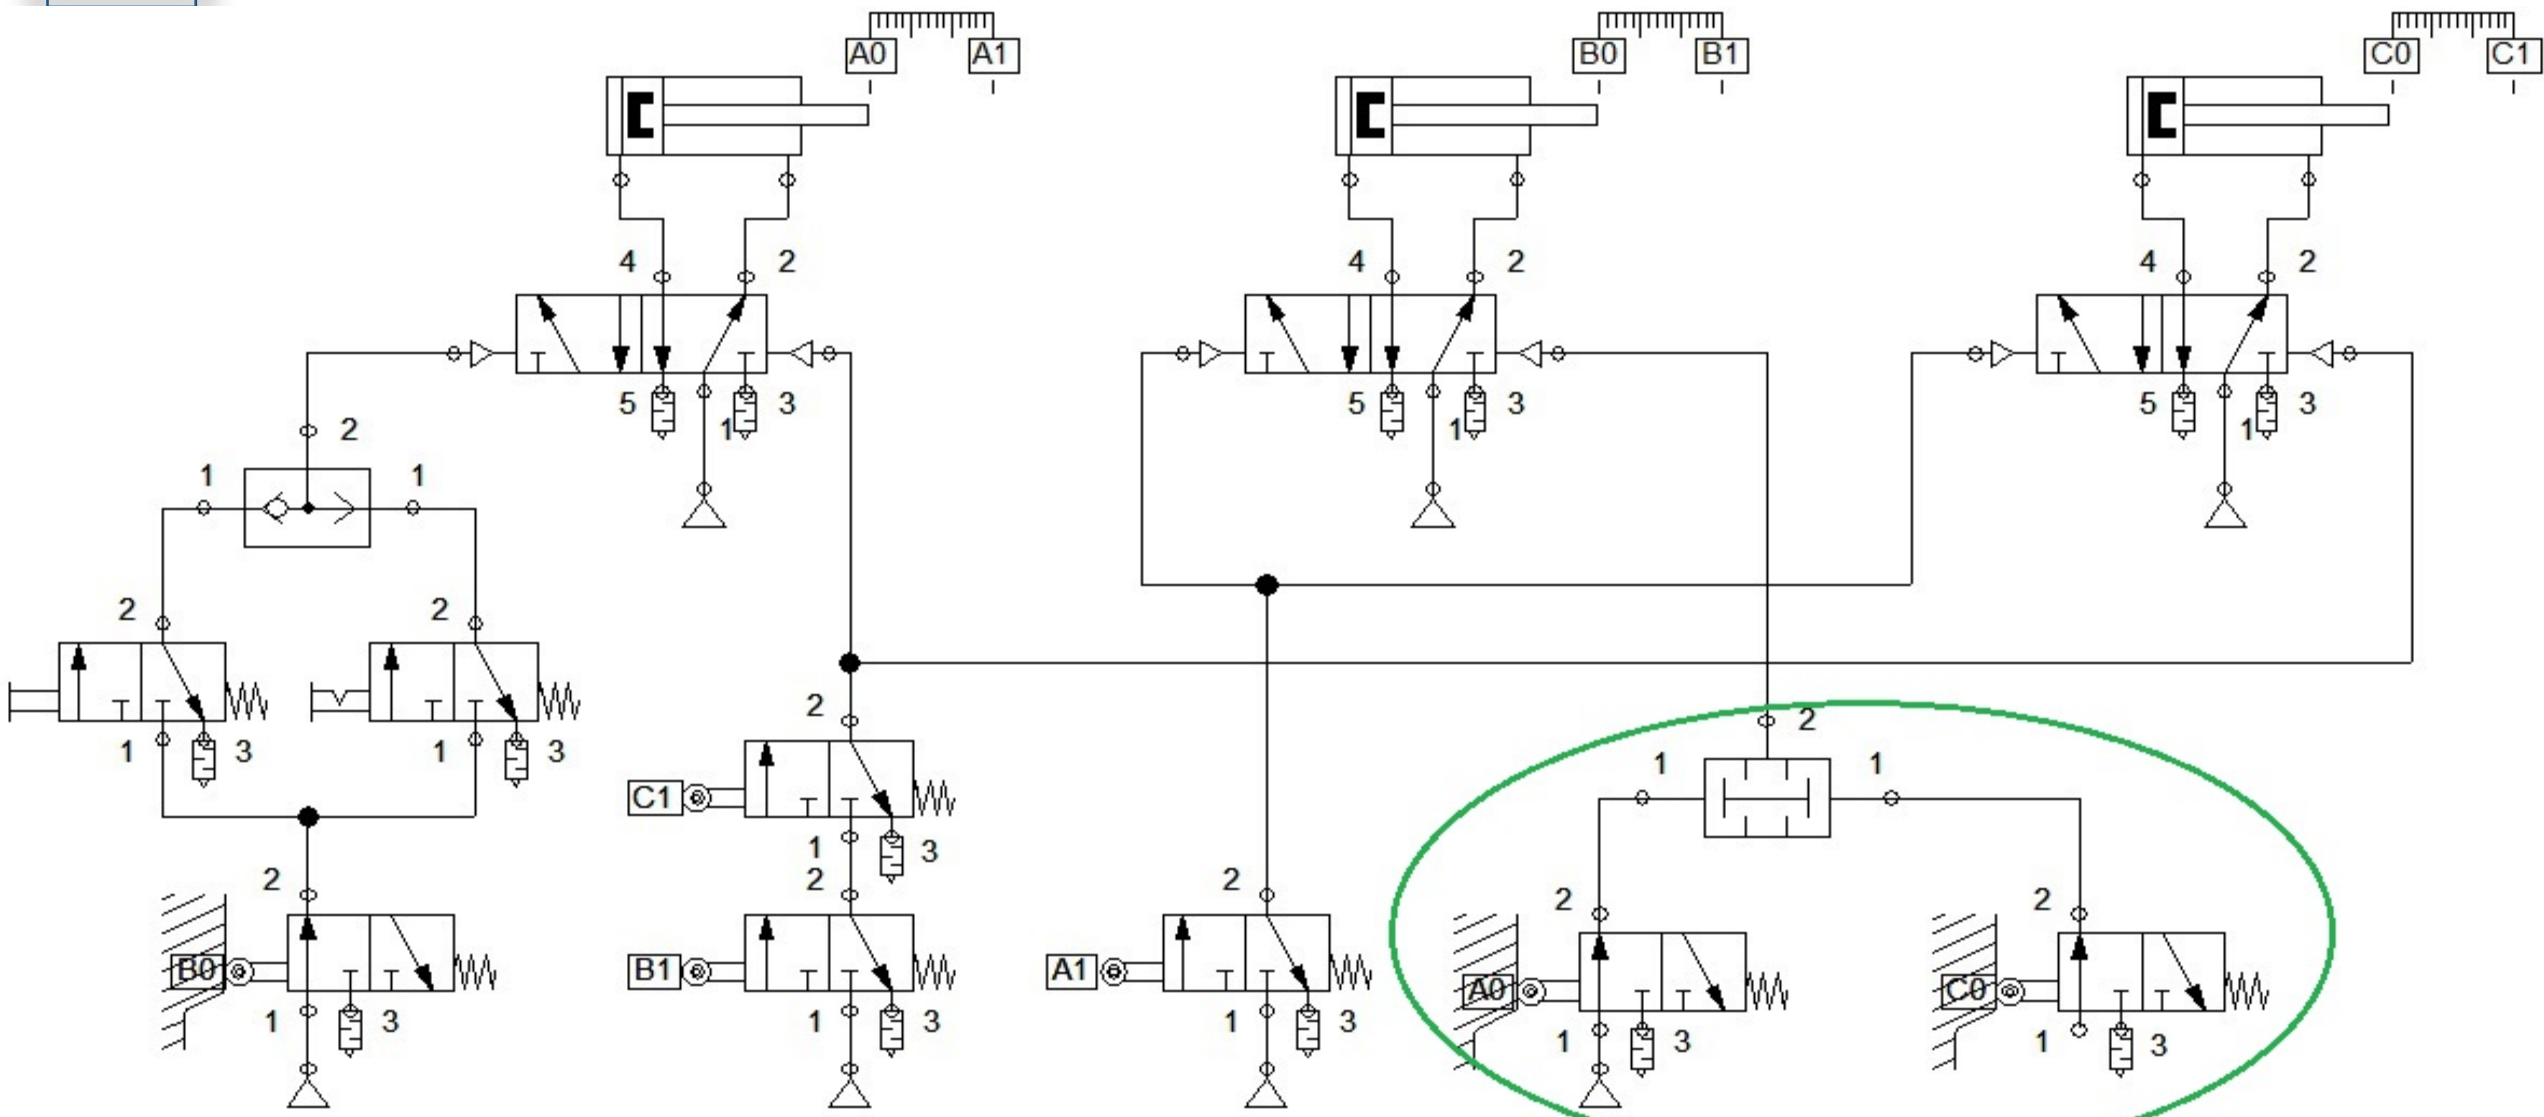 A0 A1 B0 B1 C0 C1
4 2 4 2 4 2
5 1 3 5 1 3 5 1 3
2
1 1
2 2
2 2
1 3 1 3
1 1
C1
1 3
2 2 2
2 2
B0 B1 A1
A0 C0
1 3 1 3 1 3
1 3 1 3